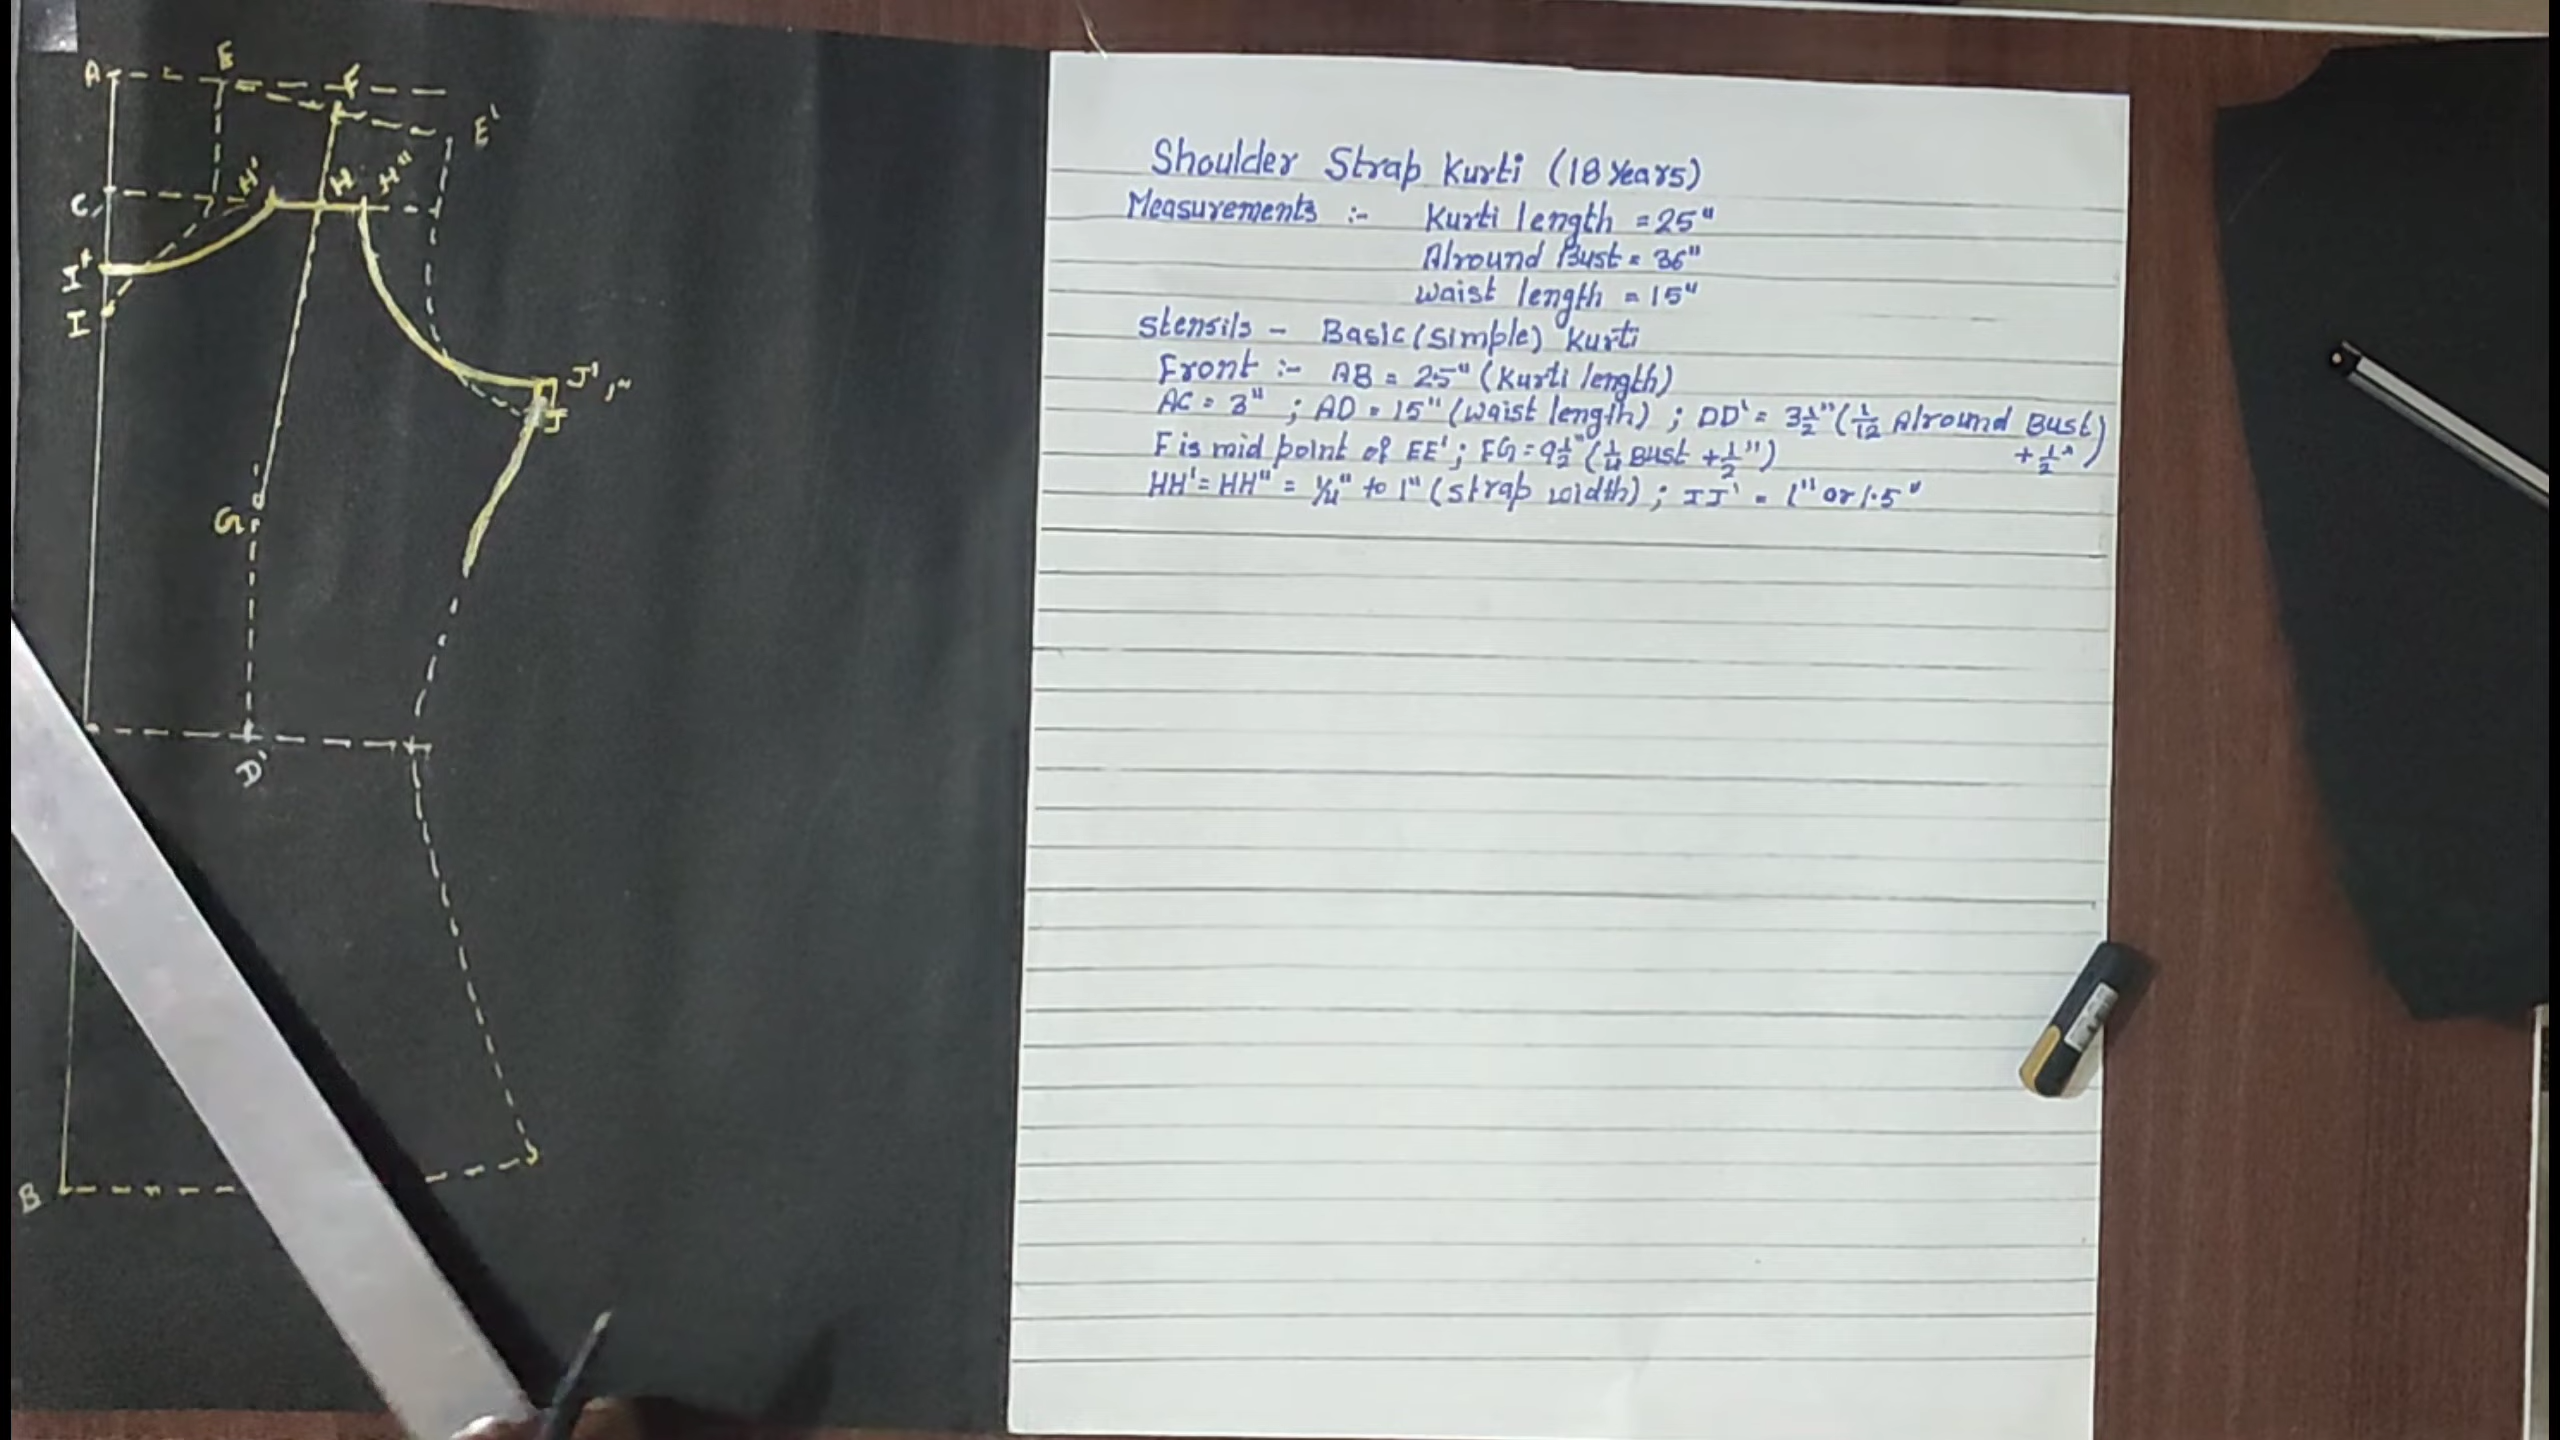 A
E
F
E'
C,
H'
H
H"
I'
I
J', "
J
G
D'
B
Shoulder Strap Kurti (18 Years)
Measurements :- Kurti length = 25"
Alround Bust = 36"
Waist length = 15"
Stensils - Basic (Simple) Kurti
Front :- AB = 25" (Kurti length)
AC = 3" ; AD = 15" (Waist length) ; DD' = 3½" (1/12 Alround Bust + ½")
F is mid point of EE' ; FG = 9½" (¼ Bust + ½")
HH' = HH" = ¼" to 1" (Strap width) ; II' = 1" or 1.5"